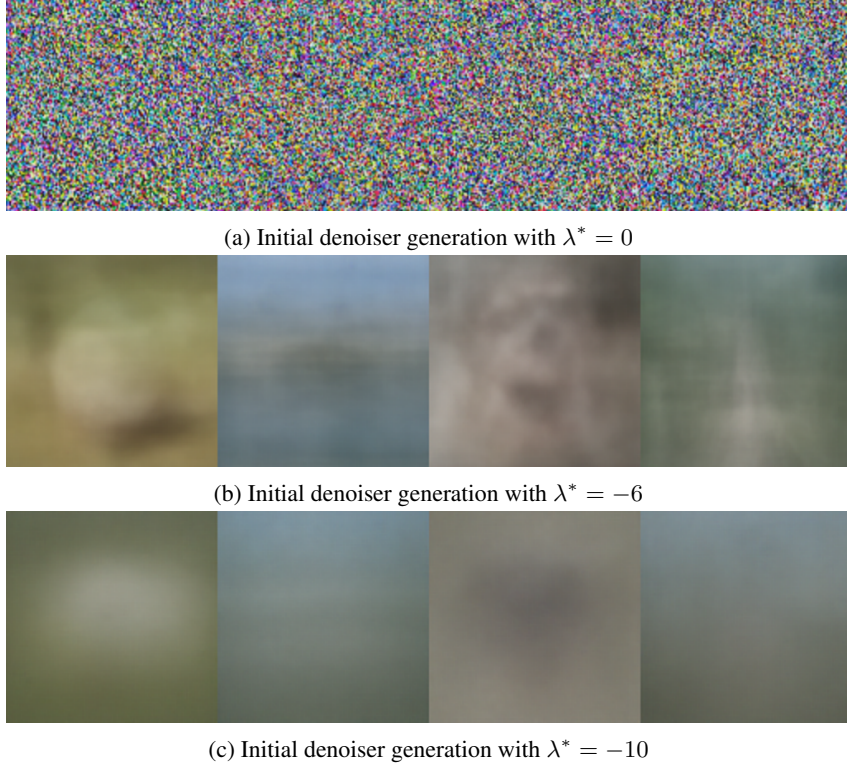 (a) Initial denoiser generation with λ* = 0
(b) Initial denoiser generation with λ* = −6
(c) Initial denoiser generation with λ* = −10